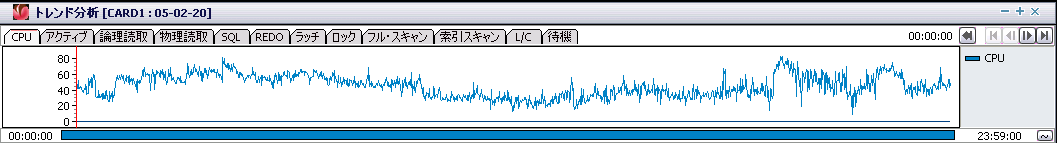 トレンド分析 [CARD1 : 05-02-20]
CPU アクティブ 論理読取 物理読取 SQL REDO ラッチ ロック フル・スキャン 索引スキャン L/C 待機 00:00:00
80
60
40
20
0
CPU
00:00:00 23:59:00